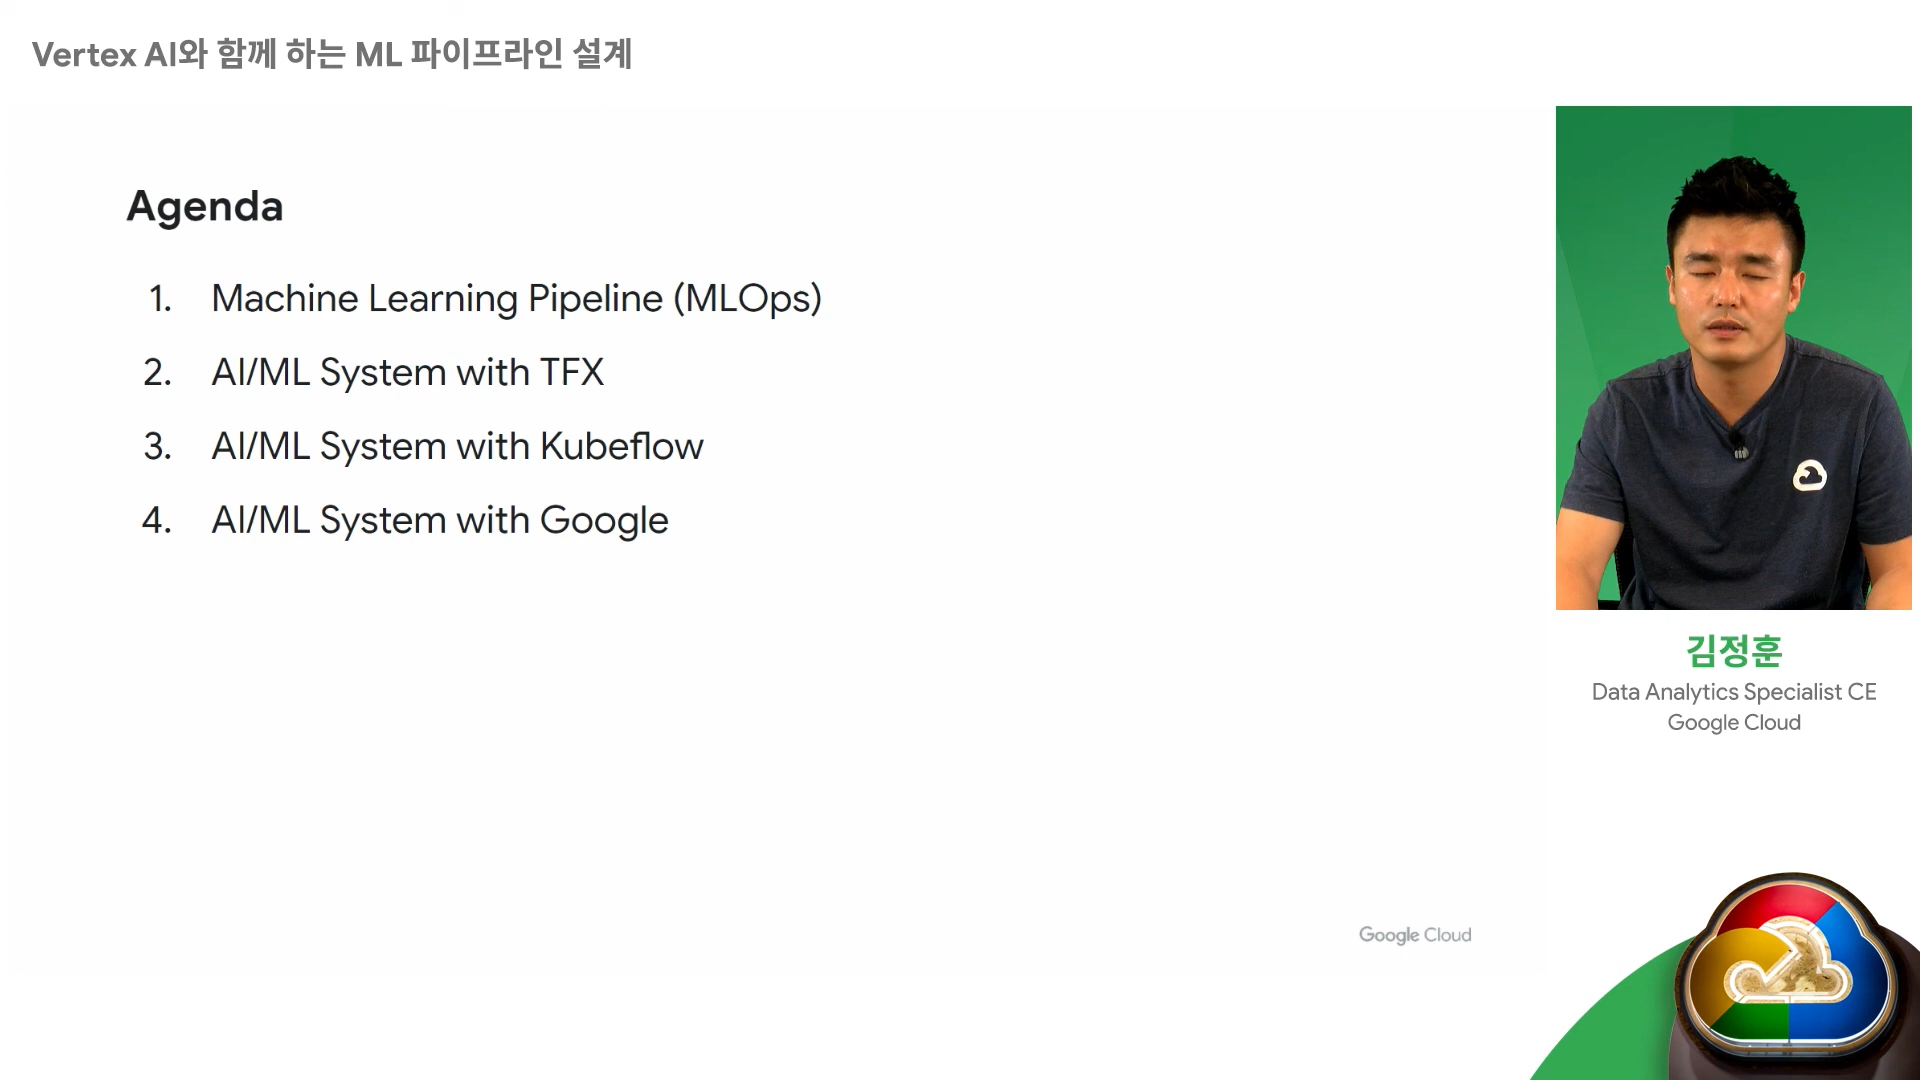 Vertex AI와 함께 하는 ML 파이프라인 설계
Agenda
1. Machine Learning Pipeline (MLOps)
2. AI/ML System with TFX
3. AI/ML System with Kubeflow
4. AI/ML System with Google
김정훈
Data Analytics Specialist CE
Google Cloud
Google Cloud